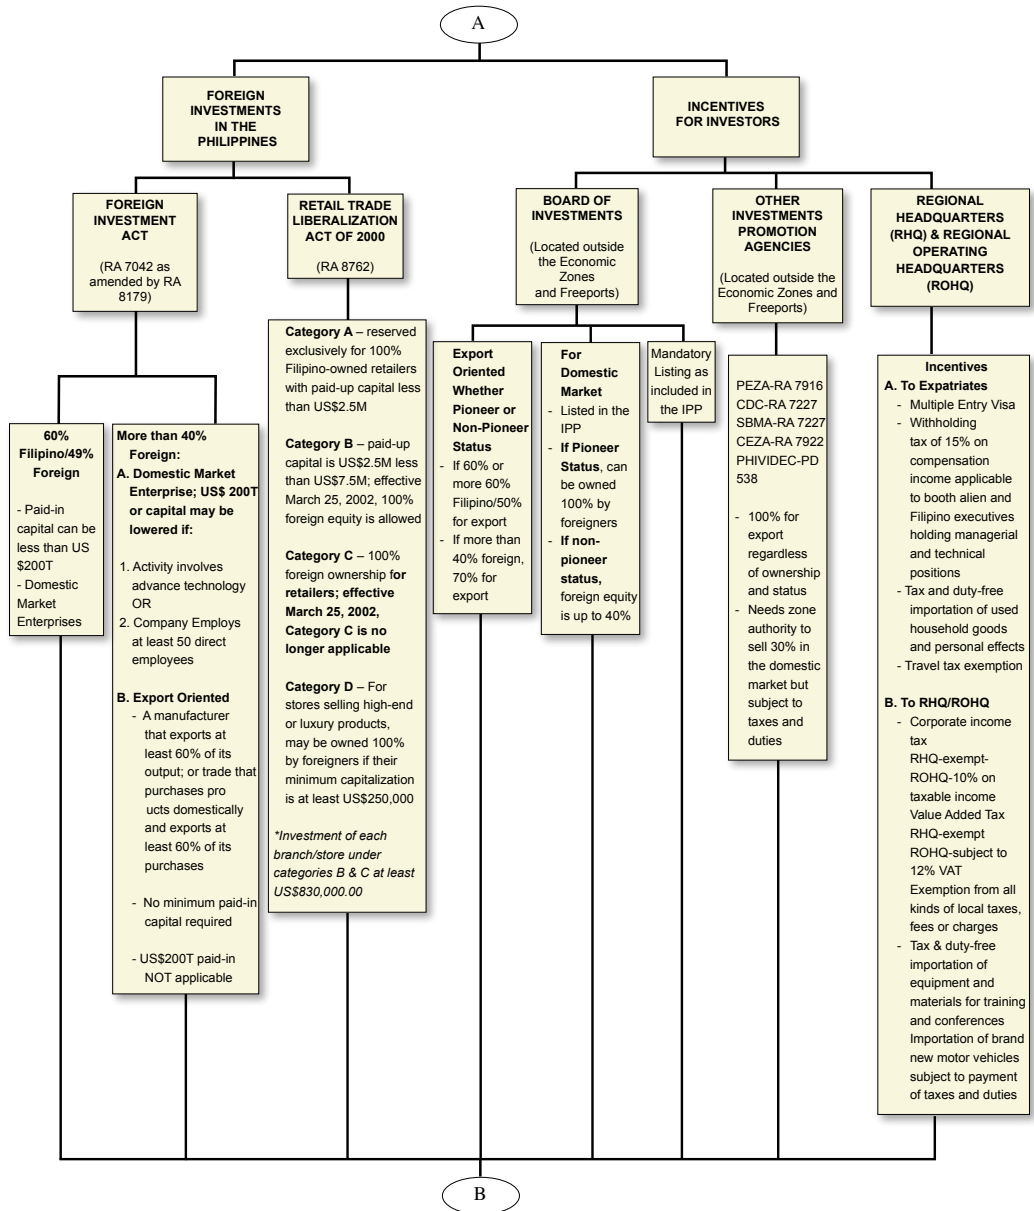 A
FOREIGN
INVESTMENTS
IN THE
PHILIPPINES
INCENTIVES
FOR INVESTORS
FOREIGN
INVESTMENT
ACT
(RA 7042 as
amended by RA
8179)
RETAIL TRADE
LIBERALIZATION
ACT OF 2000
(RA 8762)
BOARD OF
INVESTMENTS
(Located outside
the Economic
Zones
and Freeports)
OTHER
INVESTMENTS
PROMOTION
AGENCIES
(Located outside the
Economic Zones and
Freeports)
REGIONAL
HEADQUARTERS
(RHQ) & REGIONAL
OPERATING
HEADQUARTERS
(ROHQ)
60%
Filipino/49%
Foreign
- Paid-in
capital can be
less than US
$200T
- Domestic
Market
Enterprises
More than 40%
Foreign:
A. Domestic Market
Enterprise; US$ 200T
or capital may be
lowered if:
1. Activity involves
advance technology
OR
2. Company Employs
at least 50 direct
employees
B. Export Oriented
- A manufacturer
that exports at
least 60% of its
output; or trade that
purchases pro
ucts domestically
and exports at
least 60% of its
purchases
- No minimum paid-in
capital required
- US$200T paid-in
NOT applicable
Category A – reserved
exclusively for 100%
Filipino-owned retailers
with paid-up capital less
than US$2.5M
Category B – paid-up
capital is US$2.5M less
than US$7.5M; effective
March 25, 2002, 100%
foreign equity is allowed
Category C – 100%
foreign ownership for
retailers; effective
March 25, 2002,
Category C is no
longer applicable
Category D – For
stores selling high-end
or luxury products,
may be owned 100%
by foreigners if their
minimum capitalization
is at least US$250,000
*Investment of each
branch/store under
categories B & C at least
US$830,000.00
Export
Oriented
Whether
Pioneer or
Non-Pioneer
Status
- If 60% or
more 60%
Filipino/50%
for export
- If more than
40% foreign,
70% for
export
For
Domestic
Market
- Listed in the
IPP
- If Pioneer
Status, can
be owned
100% by
foreigners
- If non-
pioneer
status,
foreign equity
is up to 40%
Mandatory
Listing as
included in
the IPP
PEZA-RA 7916
CDC-RA 7227
SBMA-RA 7227
CEZA-RA 7922
PHIVIDEC-PD
538
- 100% for
export
regardless
of ownership
and status
- Needs zone
authority to
sell 30% in
the domestic
market but
subject to
taxes and
duties
Incentives
A. To Expatriates
- Multiple Entry Visa
- Withholding
tax of 15% on
compensation
income applicable
to booth alien and
Filipino executives
holding managerial
and technical
positions
- Tax and duty-free
importation of used
household goods
and personal effects
- Travel tax exemption
B. To RHQ/ROHQ
- Corporate income
tax
RHQ-exempt-
ROHQ-10% on
taxable income
Value Added Tax
RHQ-exempt
ROHQ-subject to
12% VAT
Exemption from all
kinds of local taxes,
fees or charges
- Tax & duty-free
importation of
equipment and
materials for training
and conferences
Importation of brand
new motor vehicles
subject to payment
of taxes and duties
B